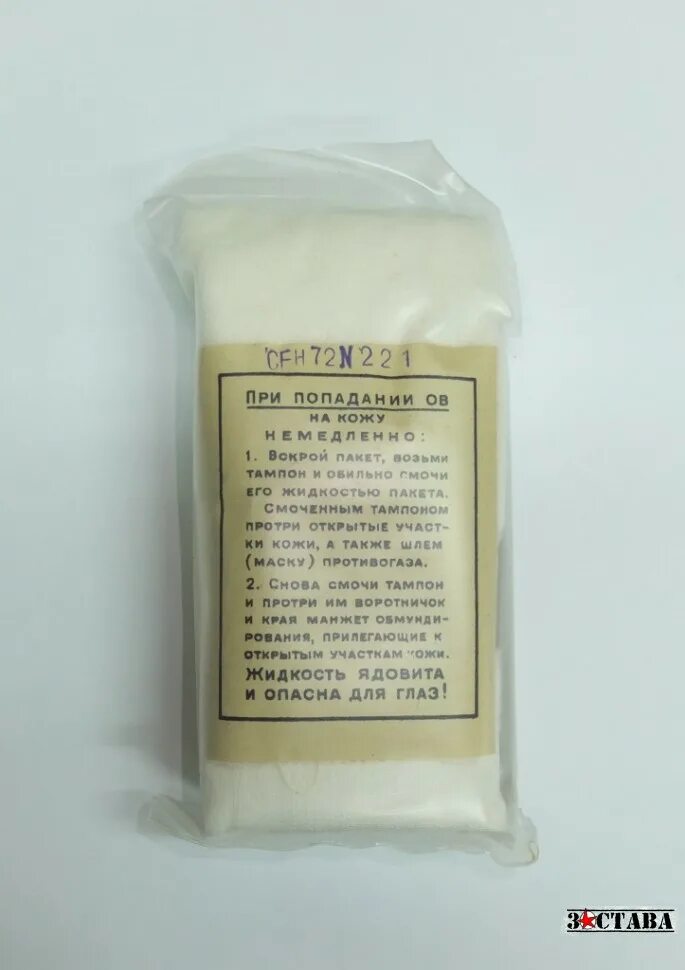 СЕН72N221
ПРИ ПОПАДАНИИ ОВ
НА КОЖУ
НЕМЕДЛЕННО:
1. ВСКРОЙ ПАКЕТ, ВОЗЬМИ
ТАМПОН И ОБИЛЬНО СМОЧИ
ЕГО ЖИДКОСТЬЮ ПАКЕТА.
СМОЧЕННЫМ ТАМПОНОМ
ПРОТРИ ОТКРЫТЫЕ УЧАСТ-
КИ КОЖИ, А ТАКЖЕ ШЛЕМ
(МАСКУ) ПРОТИВОГАЗА.
2. СНОВА СМОЧИ ТАМПОН
И ПРОТРИ ИМ ВОРОТНИЧОК
И КРАЯ МАНЖЕТ ОБМУНДИ-
РОВАНИЯ, ПРИЛЕГАЮЩИЕ К
ОТКРЫТЫМ УЧАСТКАМ КОЖИ.
ЖИДКОСТЬ ЯДОВИТА
И ОПАСНА ДЛЯ ГЛАЗ!
ЗАСТАВА